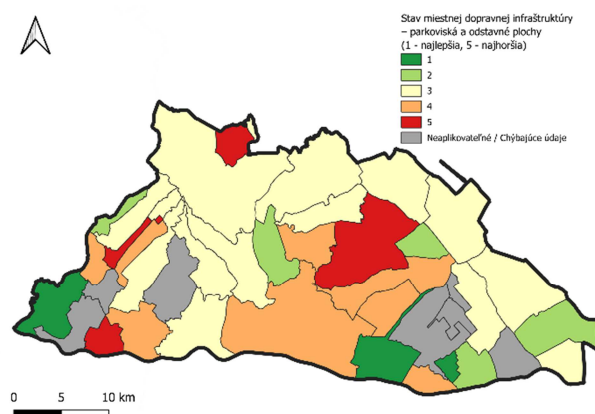 Stav miestnej dopravnej infraštruktúry
– parkoviská a odstavné plochy
(1 - najlepšia, 5 - najhoršia)
1
2
3
4
5
Neaplikovateľné / Chýbajúce údaje
0 5 10 km